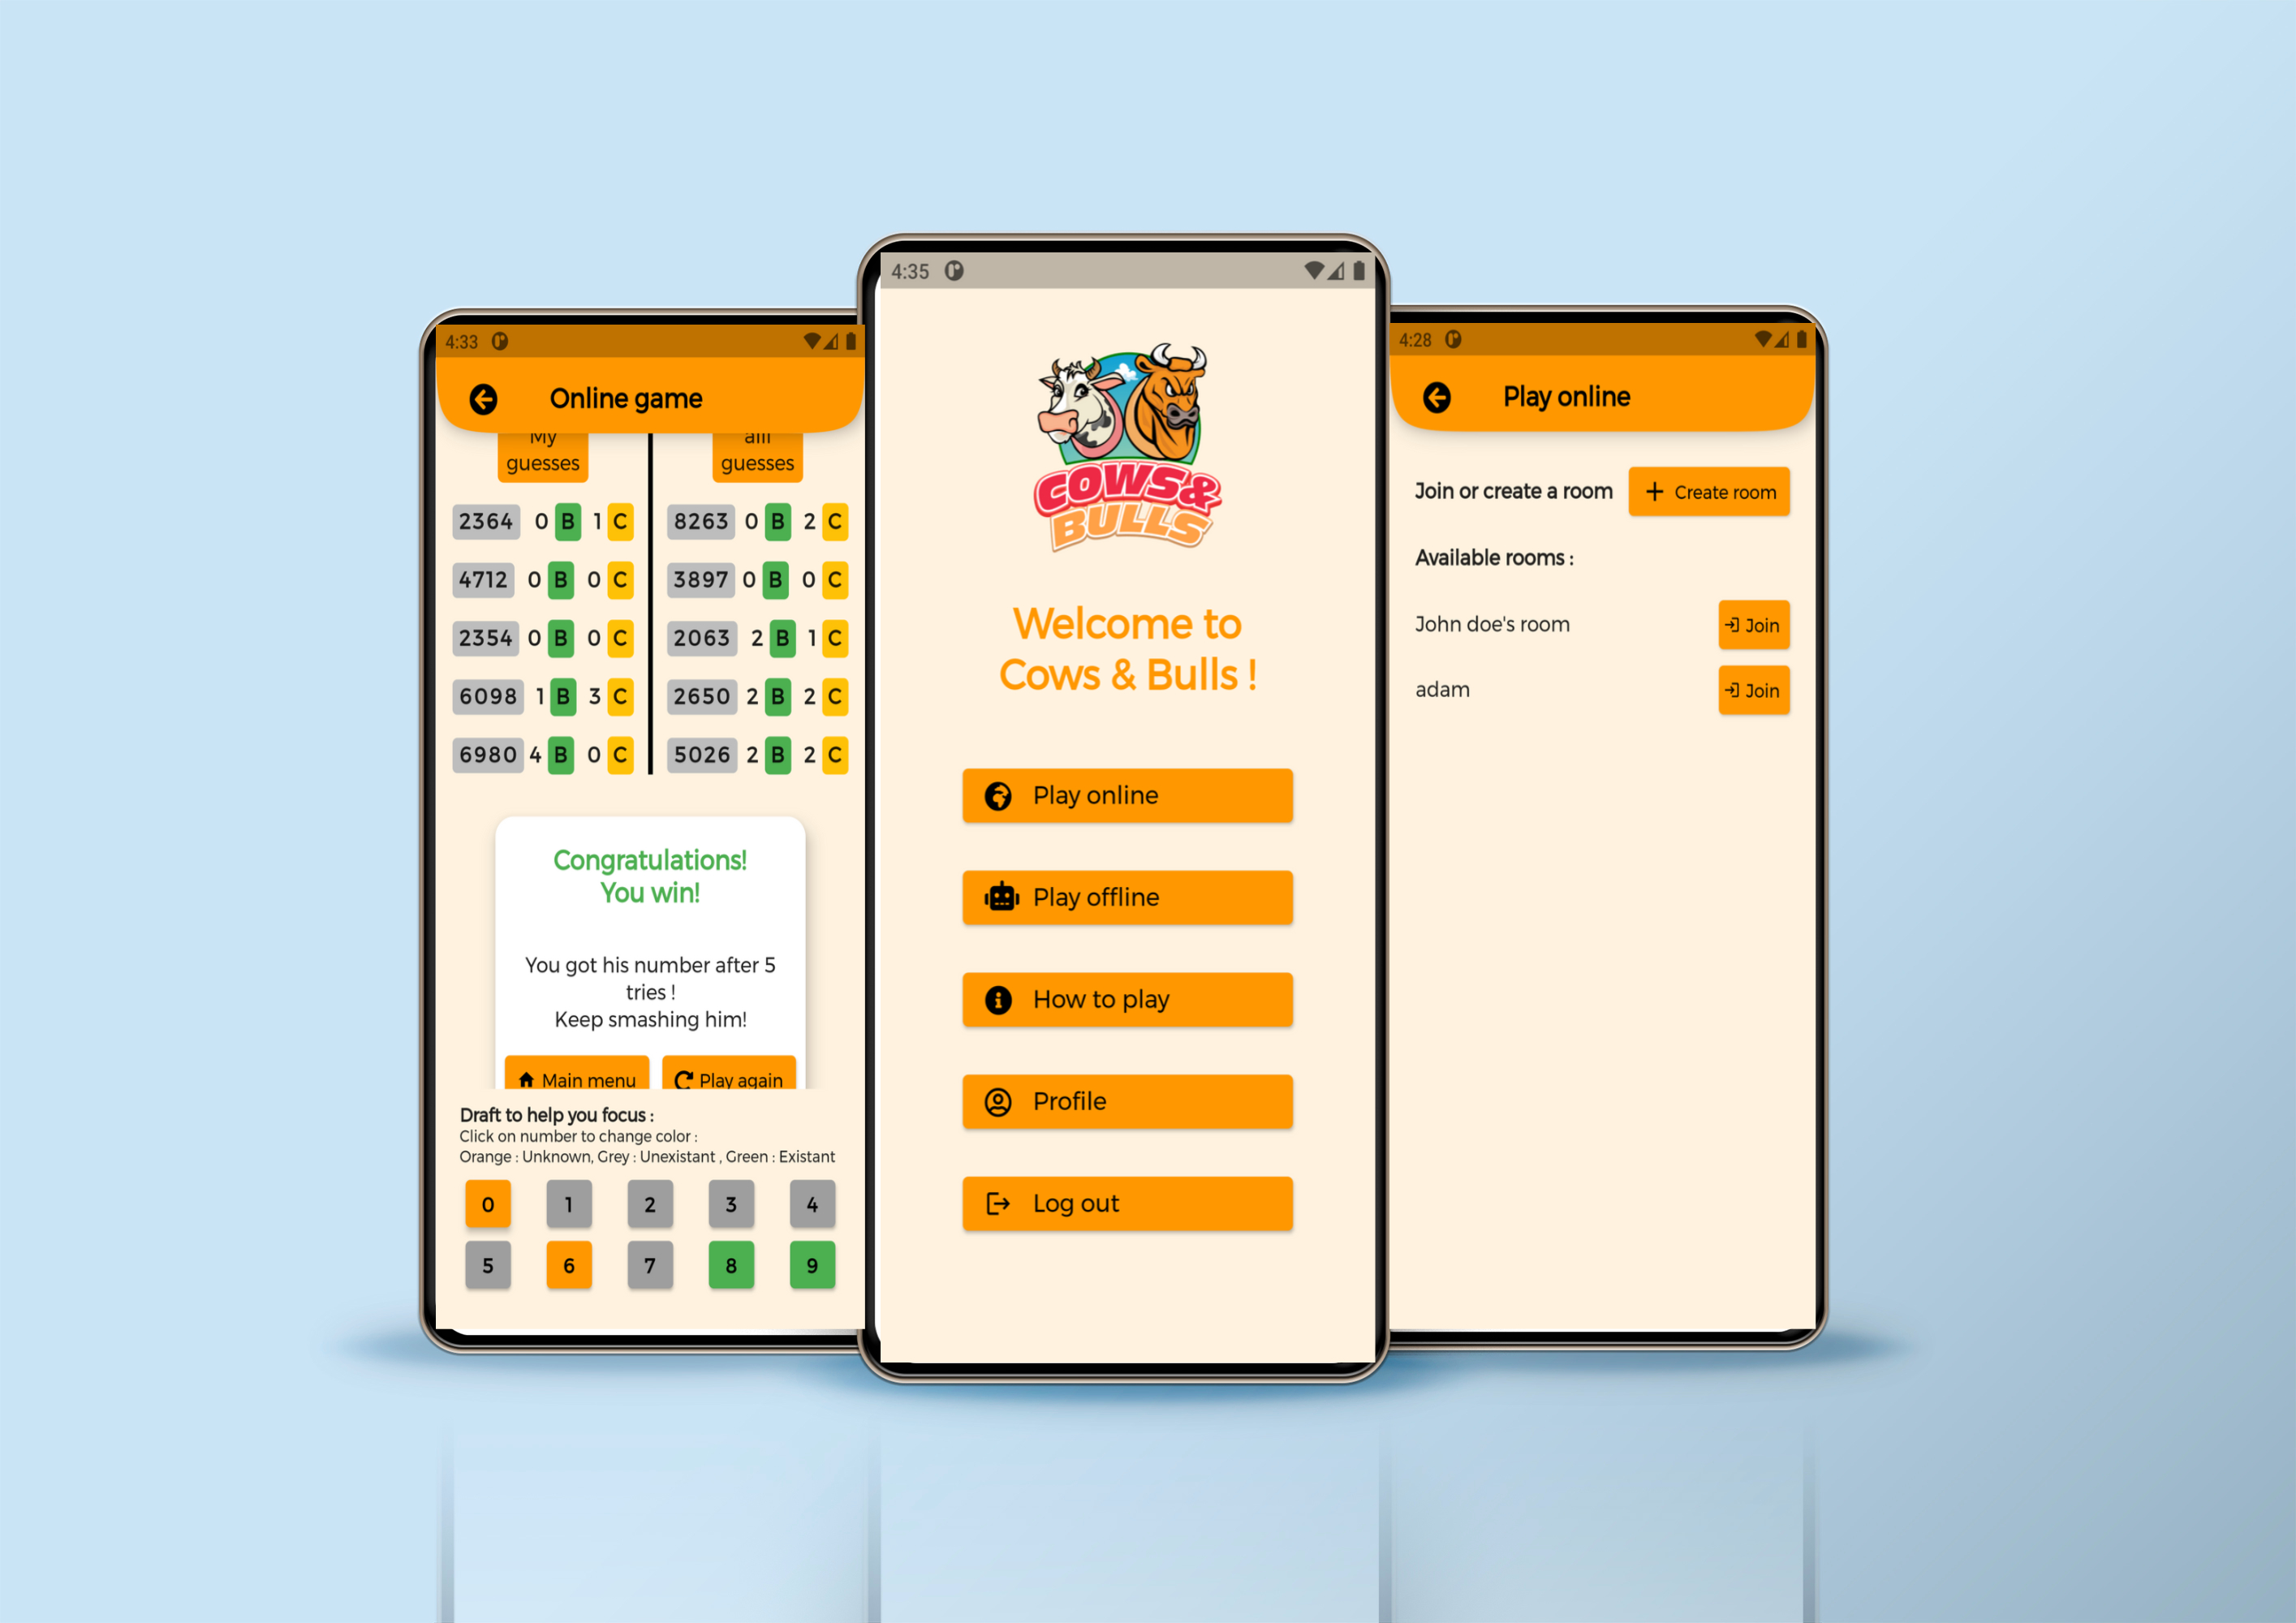 4:33
Online game
My
guesses
2364 0 B 1 C
4712 0 B 0 C
2354 0 B 0 C
6098 1 B 3 C
6980 4 B 0 C
guesses
8263 0 B 2 C
3897 0 B 0 C
2063 2 B 1 C
2650 2 B 2 C
5026 2 B 2 C
Congratulations!
You win!
You got his number after 5
tries !
Keep smashing him!
Main menu
Play again
Draft to help you focus :
Click on number to change color :
Orange : Unknown, Grey : Unexistant , Green : Existant
0 1 2 3 4
5 6 7 8 9
4:35
COWS&
BULLS
Welcome to
Cows & Bulls !
Play online
Play offline
How to play
Profile
Log out
4:28
Play online
Join or create a room
+ Create room
Available rooms :
John doe's room
Join
adam
Join